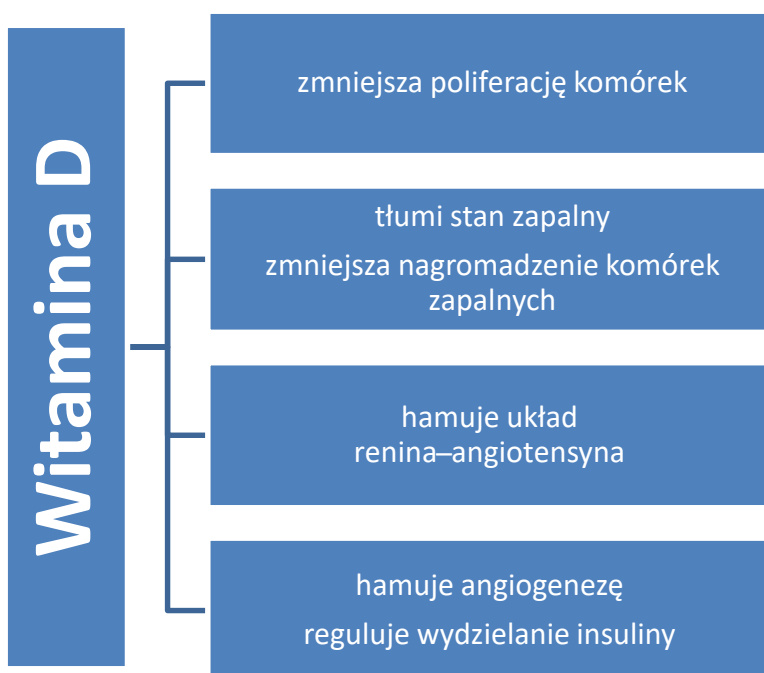 Witamina D
zmniejsza poliferację komórek
tłumi stan zapalny
zmniejsza nagromadzenie komórek
zapalnych
hamuje układ
renina–angiotensyna
hamuje angiogenezę
reguluje wydzielanie insuliny